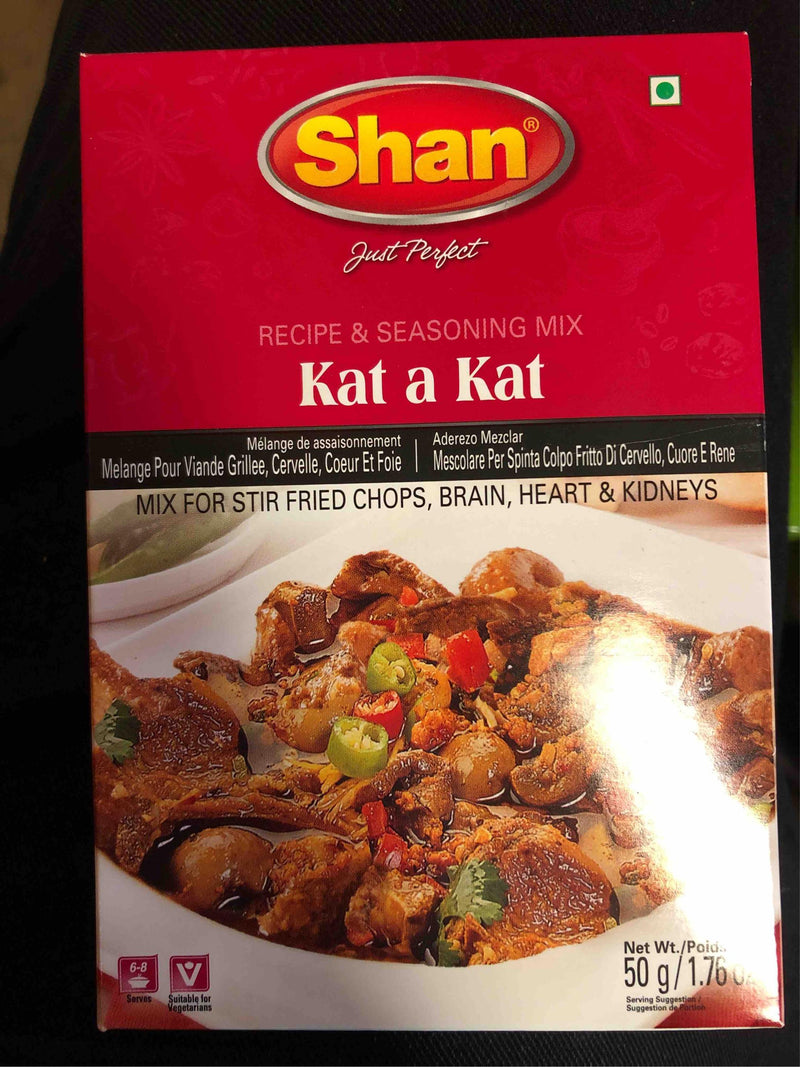 Shan®
Just Perfect
RECIPE & SEASONING MIX
Kat a Kat
Mélange de assaisonnement
Melange Pour Viande Grillee, Cervelle, Coeur Et Foie
Aderezo Mezclar
Mescolare Per Spinta Colpo Fritto Di Cervello, Cuore E Rene
MIX FOR STIR FRIED CHOPS, BRAIN, HEART & KIDNEYS
6-8
Serves
V
Suitable for
Vegetarians
Net Wt./Poid
50 g/1.76
Serving Suggestion /
Suggestion de Portion